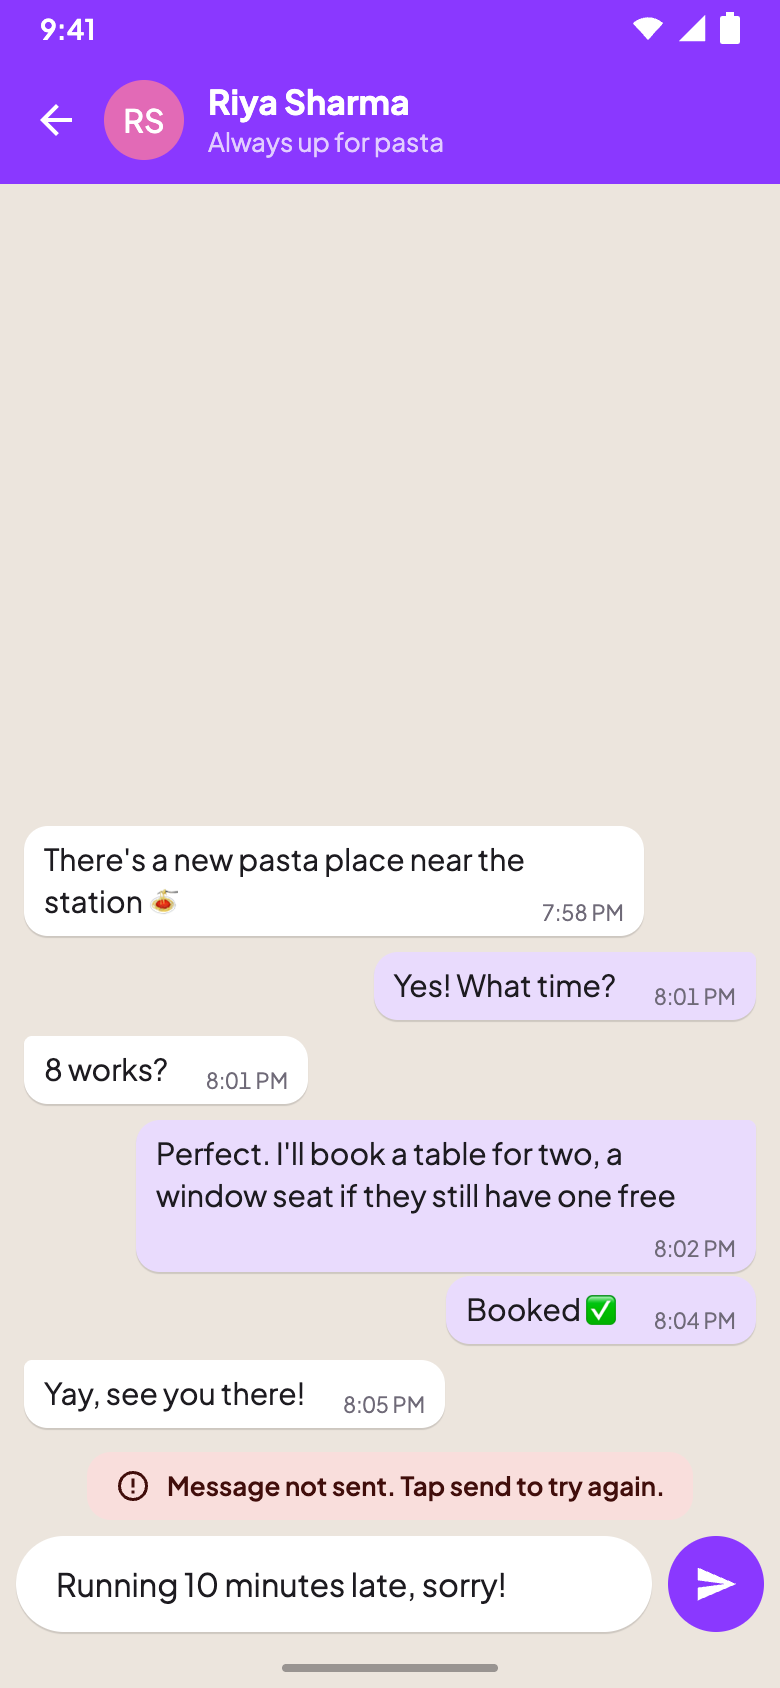 9:41
RS
Riya Sharma
Always up for pasta
There's a new pasta place near the
station 🍝
7:58 PM
Yes! What time?
8:01 PM
8 works?
8:01 PM
Perfect. I'll book a table for two, a
window seat if they still have one free
8:02 PM
Booked ✅
8:04 PM
Yay, see you there!
8:05 PM
Message not sent. Tap send to try again.
Running 10 minutes late, sorry!